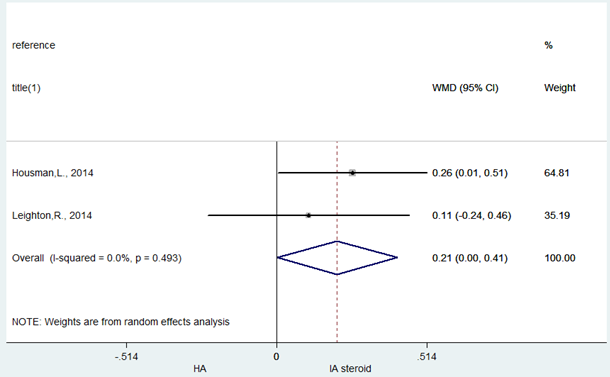 reference %
title(1) WMD (95% CI) Weight
Housman,L., 2014 0.26 (0.01, 0.51) 64.81
Leighton,R., 2014 0.11 (-0.24, 0.46) 35.19
Overall (I-squared = 0.0%, p = 0.493) 0.21 (0.00, 0.41) 100.00
NOTE: Weights are from random effects analysis
-.514 0 .514
HA IA steroid